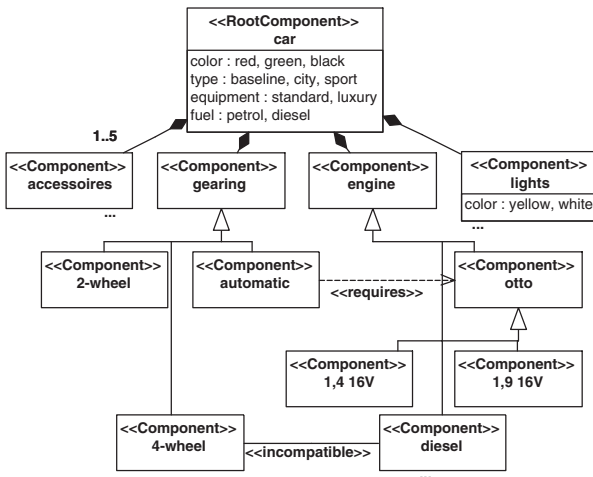 <<RootComponent>>
car
color : red, green, black
type : baseline, city, sport
equipment : standard, luxury
fuel : petrol, diesel
1..5
<<Component>>
accessoires
...
<<Component>>
gearing
<<Component>>
engine
<<Component>>
lights
color : yellow, white
...
<<Component>>
2-wheel
<<Component>>
automatic
<<requires>>
<<Component>>
otto
<<Component>>
1,4 16V
<<Component>>
1,9 16V
<<Component>>
4-wheel
<<incompatible>>
<<Component>>
diesel
...